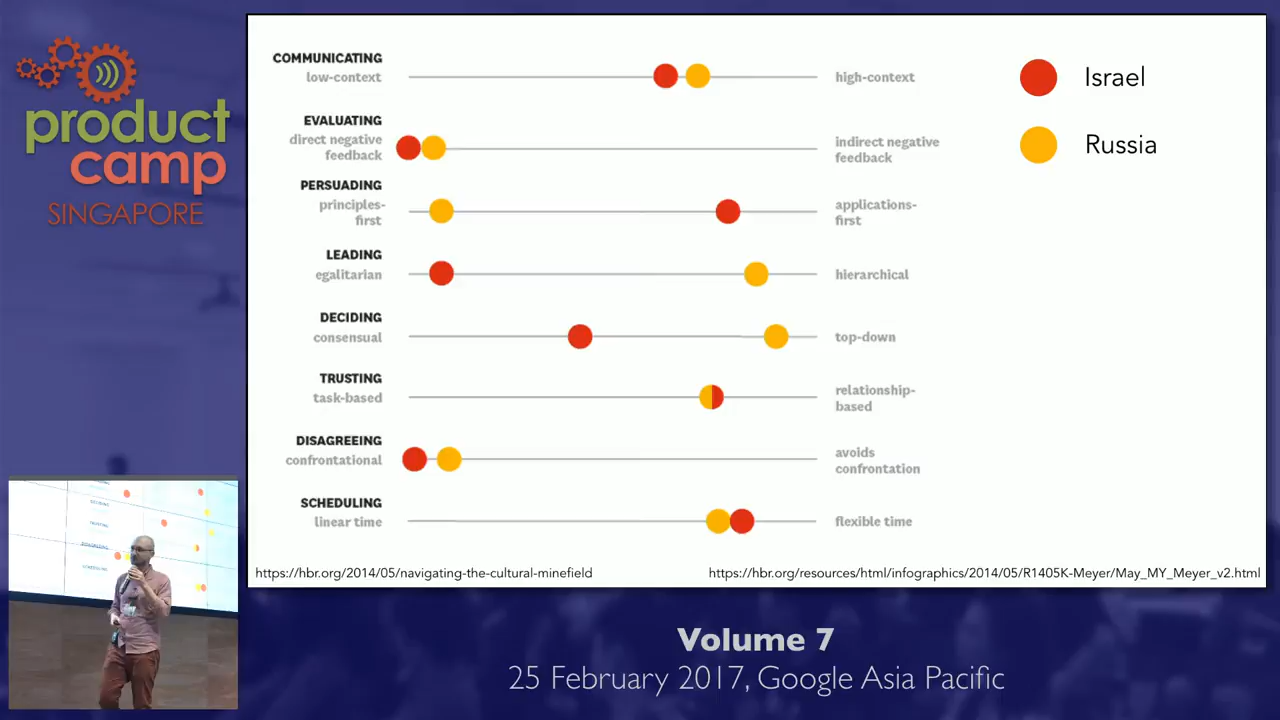 product
camp
SINGAPORE
COMMUNICATING
low-context
high-context
EVALUATING
direct negative
feedback
indirect negative
feedback
PERSUADING
principles-
first
applications-
first
LEADING
egalitarian
hierarchical
DECIDING
consensual
top-down
TRUSTING
task-based
relationship-
based
DISAGREEING
confrontational
avoids
confrontation
SCHEDULING
linear time
flexible time
Israel
Russia
https://hbr.org/2014/05/navigating-the-cultural-minefield
https://hbr.org/resources/html/infographics/2014/05/R1405K-Meyer/May_MY_Meyer_v2.html
Volume 7
25 February 2017, Google Asia Pacific